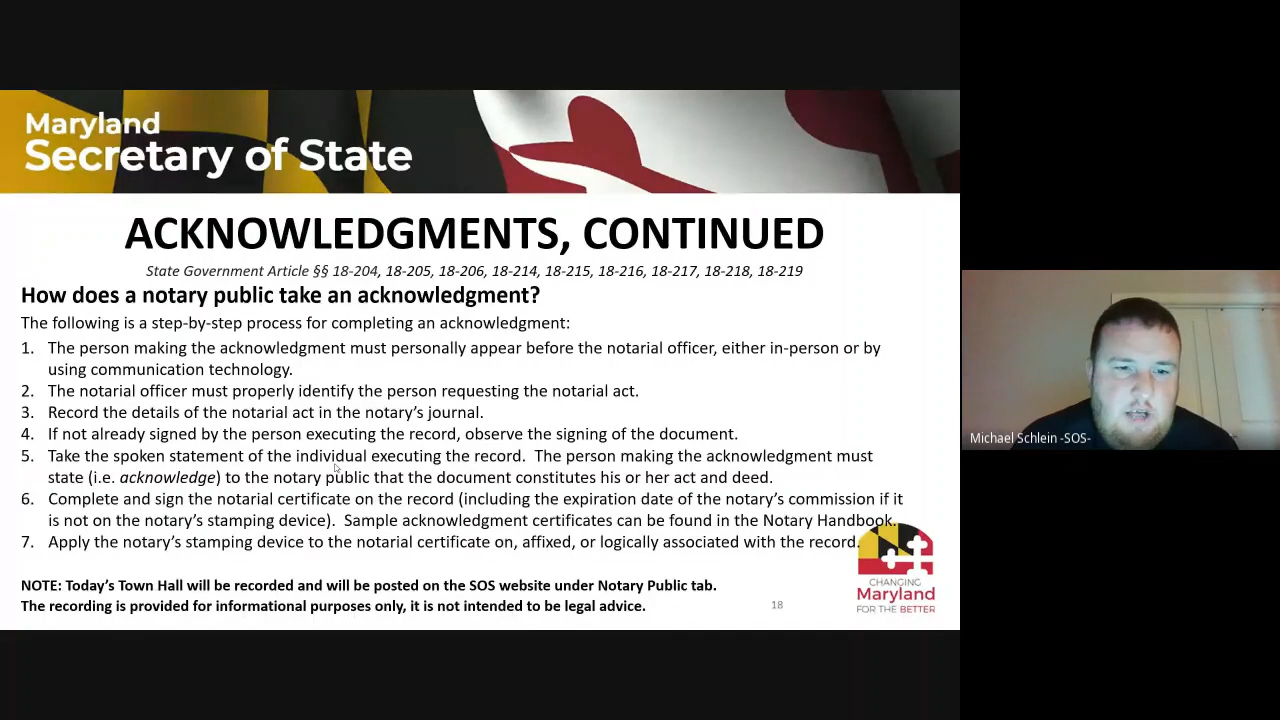 Maryland
Secretary of State
ACKNOWLEDGMENTS, CONTINUED
State Government Article §§ 18-204, 18-205, 18-206, 18-214, 18-215, 18-216, 18-217, 18-218, 18-219
How does a notary public take an acknowledgment?
The following is a step-by-step process for completing an acknowledgment:
1. The person making the acknowledgment must personally appear before the notarial officer, either in-person or by
using communication technology.
2. The notarial officer must properly identify the person requesting the notarial act.
3. Record the details of the notarial act in the notary's journal.
4. If not already signed by the person executing the record, observe the signing of the document.
5. Take the spoken statement of the individual executing the record. The person making the acknowledgment must
state (i.e. acknowledge) to the notary public that the document constitutes his or her act and deed.
6. Complete and sign the notarial certificate on the record (including the expiration date of the notary's commission if it
is not on the notary's stamping device). Sample acknowledgment certificates can be found in the Notary Handbook.
7. Apply the notary's stamping device to the notarial certificate on, affixed, or logically associated with the record.
NOTE: Today's Town Hall will be recorded and will be posted on the SOS website under Notary Public tab.
The recording is provided for informational purposes only, it is not intended to be legal advice.
18
CHANGING
Maryland
FOR THE BETTER
Michael Schlein -SOS-